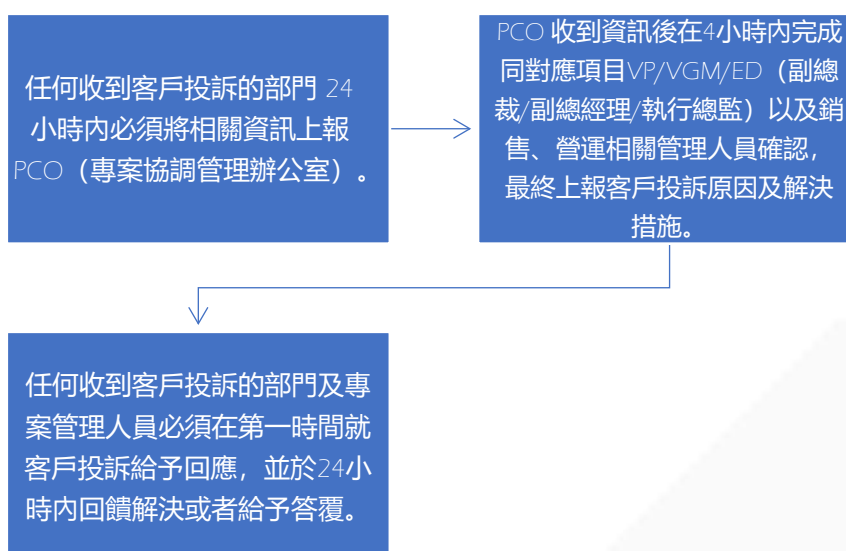 任何收到客戶投訴的部門 24
小時內必須將相關資訊上報
PCO（專案協調管理辦公室）。
PCO 收到資訊後在4小時內完成
同對應項目VP/VGM/ED（副總
裁/副總經理/執行總監）以及銷
售、營運相關管理人員確認，
最終上報客戶投訴原因及解決
措施。
任何收到客戶投訴的部門及專
案管理人員必須在第一時間就
客戶投訴給予回應，並於24小
時內回饋解決或者給予答覆。